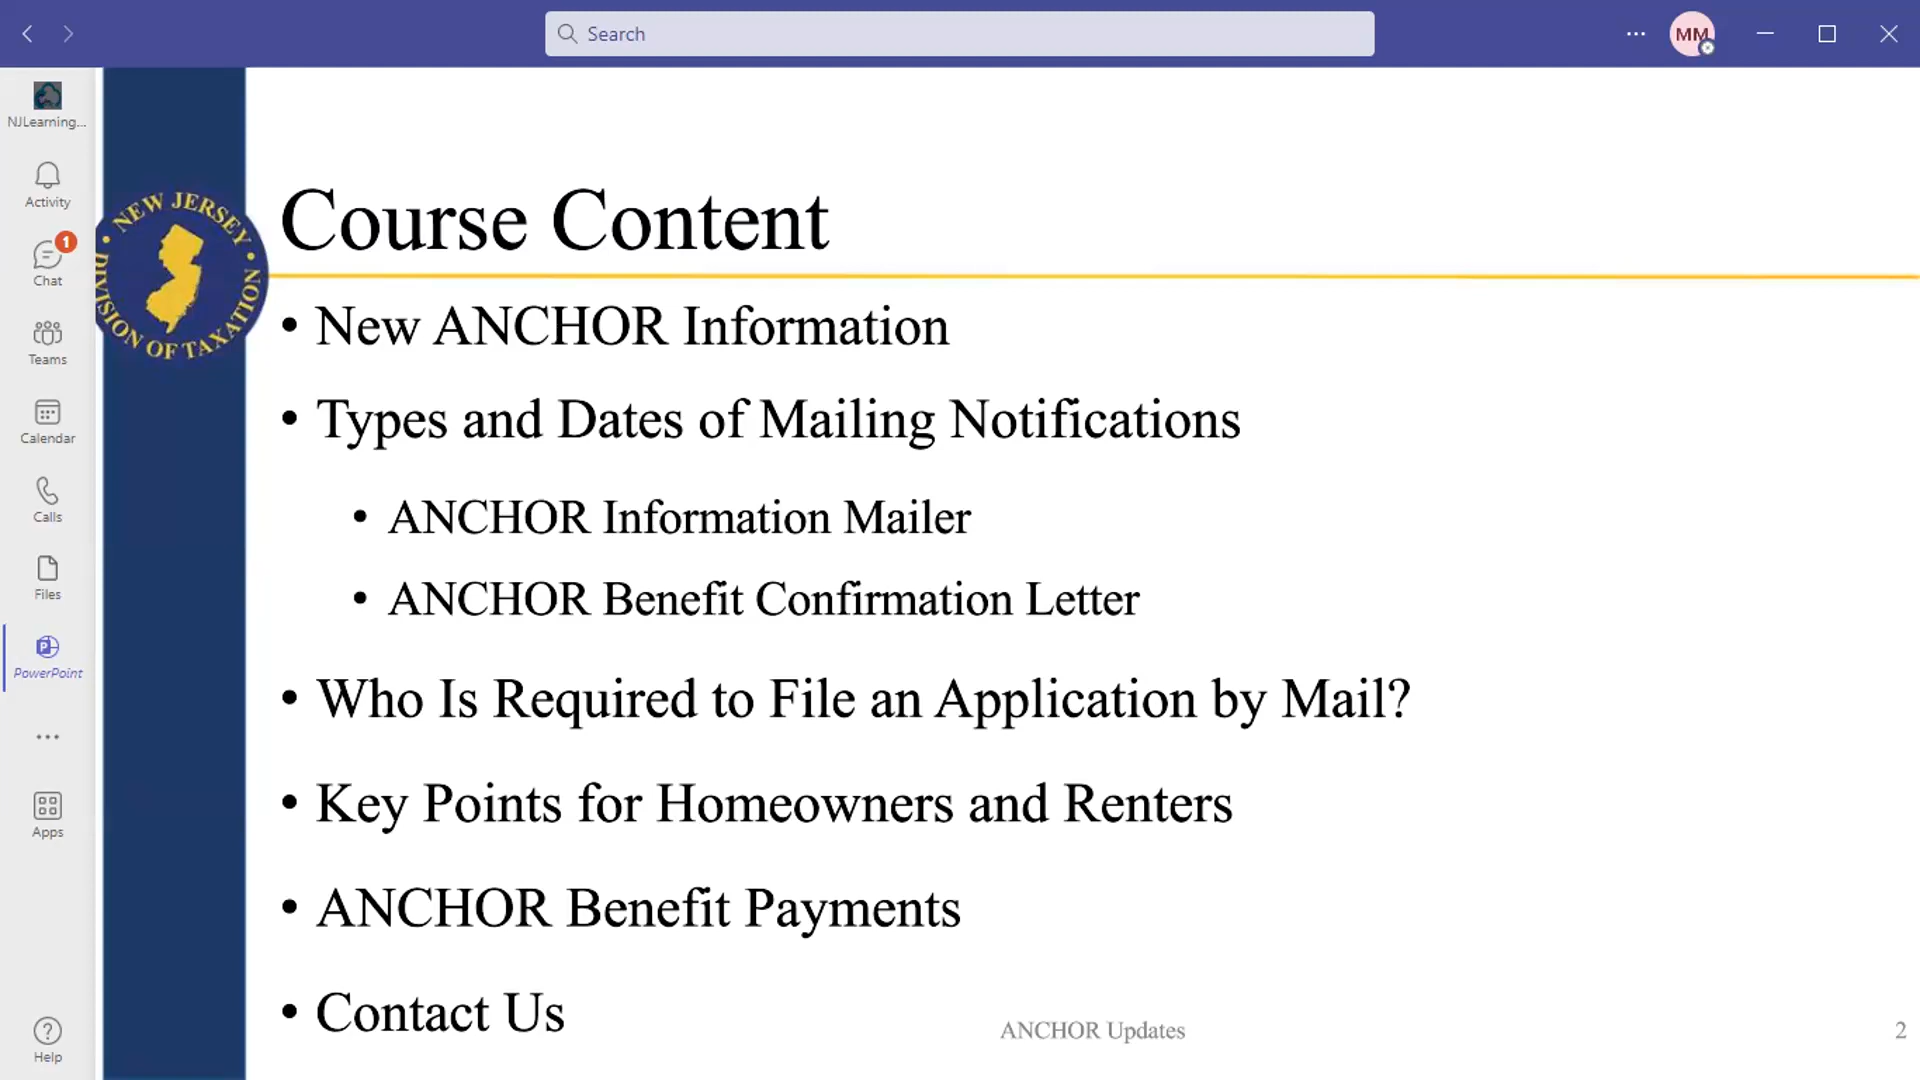 Search
MM
NJLearning...
Activity
1
Chat
Teams
Calendar
Calls
Files
PowerPoint
Apps
Help
• NEW JERSEY •
DIVISION OF TAXATION
Course Content
• New ANCHOR Information
• Types and Dates of Mailing Notifications
• ANCHOR Information Mailer
• ANCHOR Benefit Confirmation Letter
• Who Is Required to File an Application by Mail?
• Key Points for Homeowners and Renters
• ANCHOR Benefit Payments
• Contact Us
ANCHOR Updates
2